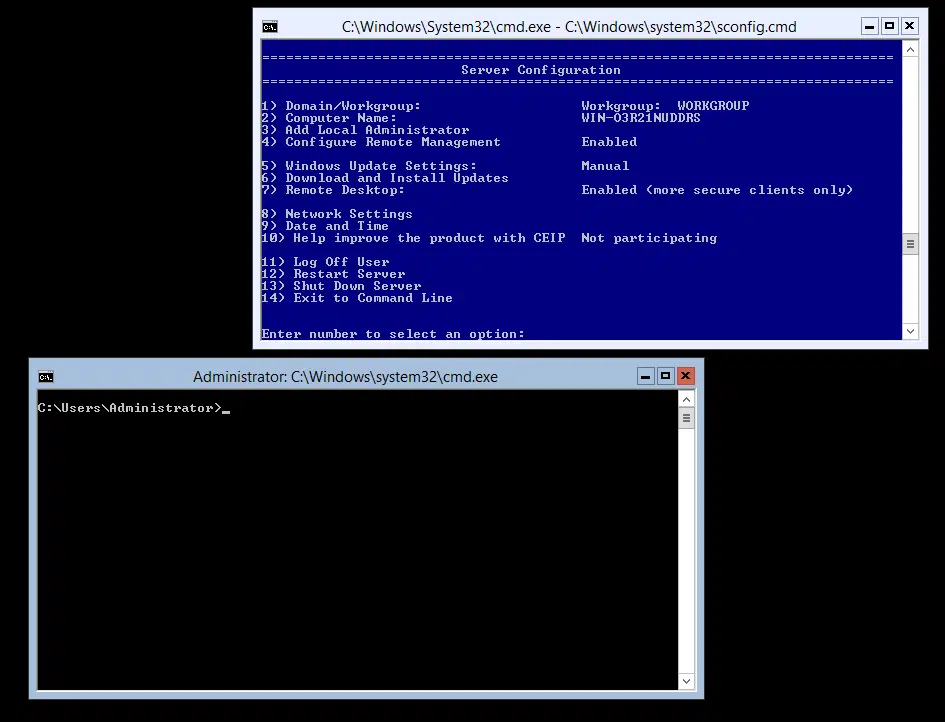 C:\Windows\System32\cmd.exe - C:\Windows\system32\sconfig.cmd
===============================================================================
Server Configuration
===============================================================================
1) Domain/Workgroup: Workgroup: WORKGROUP
2) Computer Name: WIN-O3R21NUDDRS
3) Add Local Administrator
4) Configure Remote Management Enabled
5) Windows Update Settings: Manual
6) Download and Install Updates
7) Remote Desktop: Enabled (more secure clients only)
8) Network Settings
9) Date and Time
10) Help improve the product with CEIP Not participating
11) Log Off User
12) Restart Server
13) Shut Down Server
14) Exit to Command Line
Enter number to select an option:
Administrator: C:\Windows\system32\cmd.exe
C:\Users\Administrator>_